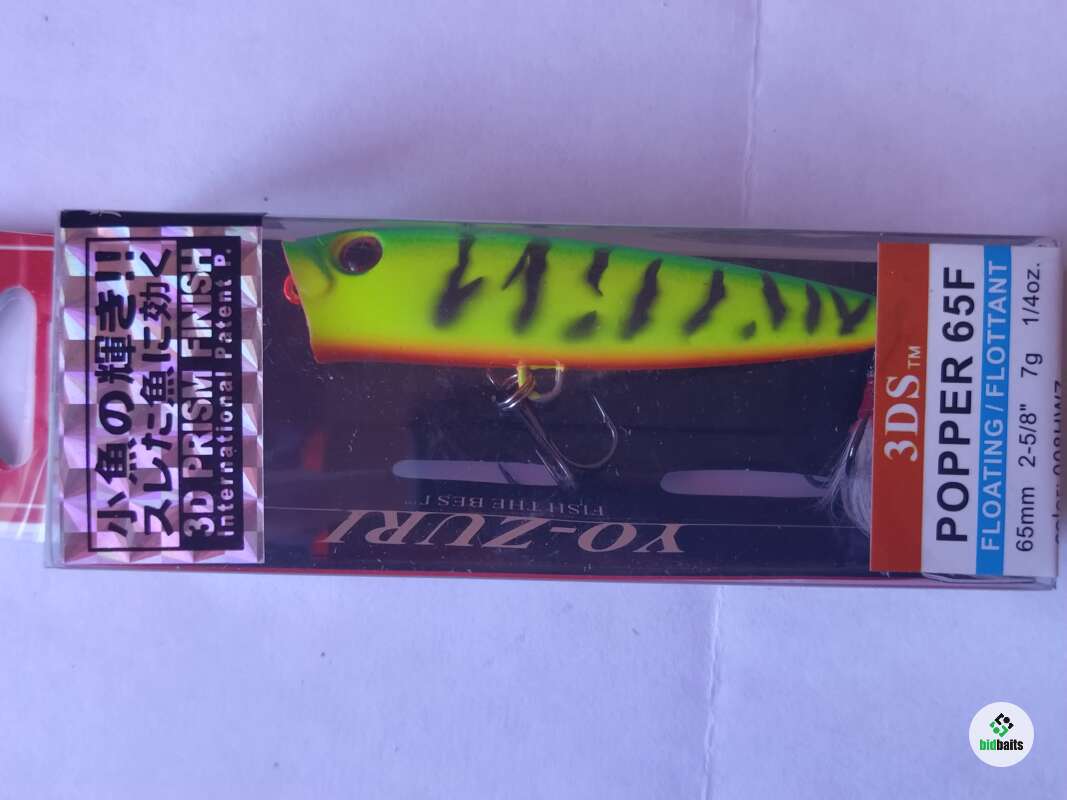 小魚の輝き!!
スレた魚に効く
3D PRISM FINISH
International Patent P.
YO-ZURI
FISH THE BEST™
3DS™
POPPER 65F
FLOATING / FLOTTANT
65mm 2-5/8" 7g 1/4oz.
bidbaits